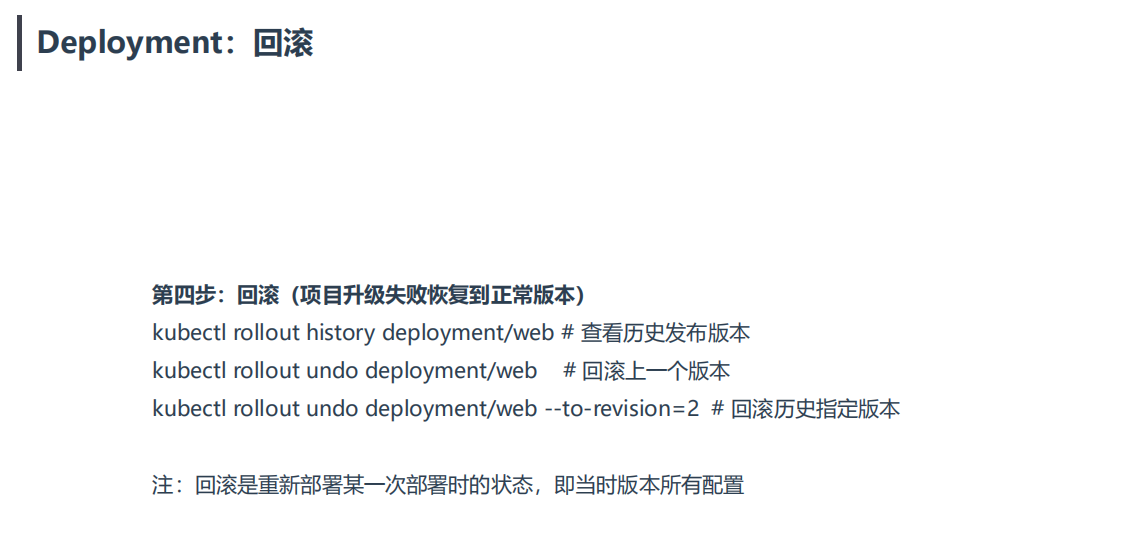 Deployment：回滚
第四步：回滚（项目升级失败恢复到正常版本）
kubectl rollout history deployment/web # 查看历史发布版本
kubectl rollout undo deployment/web # 回滚上一个版本
kubectl rollout undo deployment/web --to-revision=2 # 回滚历史指定版本
注：回滚是重新部署某一次部署时的状态，即当时版本所有配置